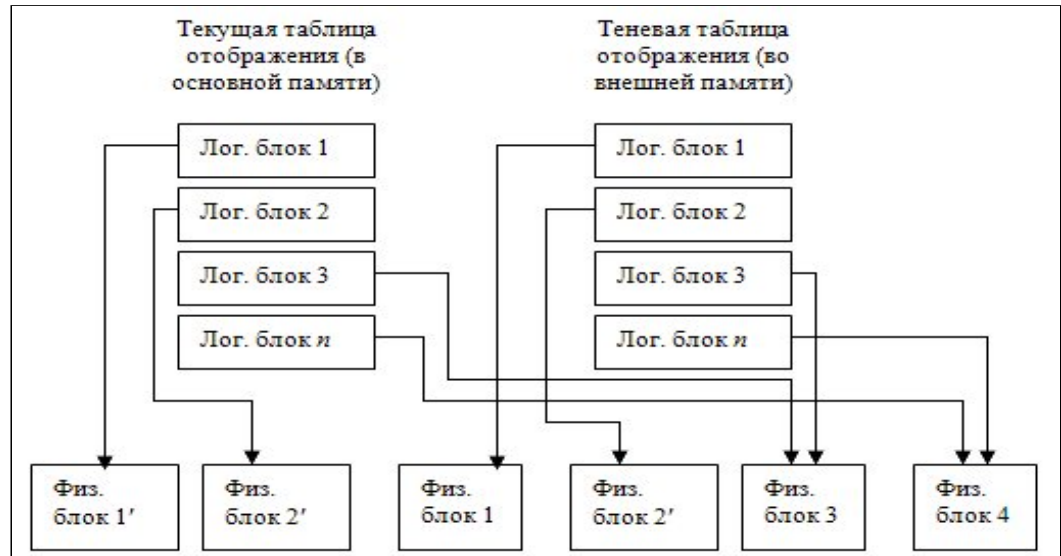 Текущая таблица
отображения (в
основной памяти)
Теневая таблица
отображения (во
внешней памяти)
Лог. блок 1
Лог. блок 2
Лог. блок 3
Лог. блок n
Лог. блок 1
Лог. блок 2
Лог. блок 3
Лог. блок n
Физ.
блок 1′
Физ.
блок 2′
Физ.
блок 1
Физ.
блок 2′
Физ.
блок 3
Физ.
блок 4